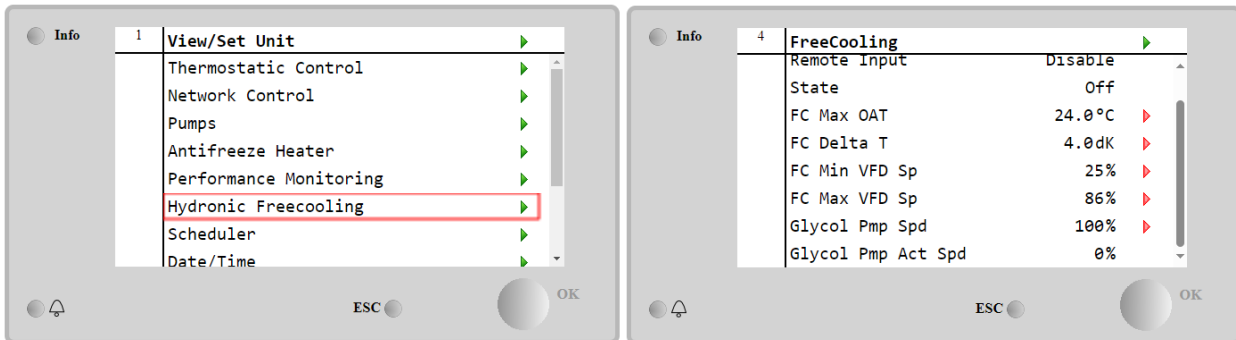 Info
1 View/Set Unit
Thermostatic Control
Network Control
Pumps
Antifreeze Heater
Performance Monitoring
Hydronic Freecooling
Scheduler
Date/Time
ESC
OK
Info
4 FreeCooling
Remote Input Disable
State Off
FC Max OAT 24.0°C
FC Delta T 4.0dK
FC Min VFD Sp 25%
FC Max VFD Sp 86%
Glycol Pmp Spd 100%
Glycol Pmp Act Spd 0%
ESC
OK